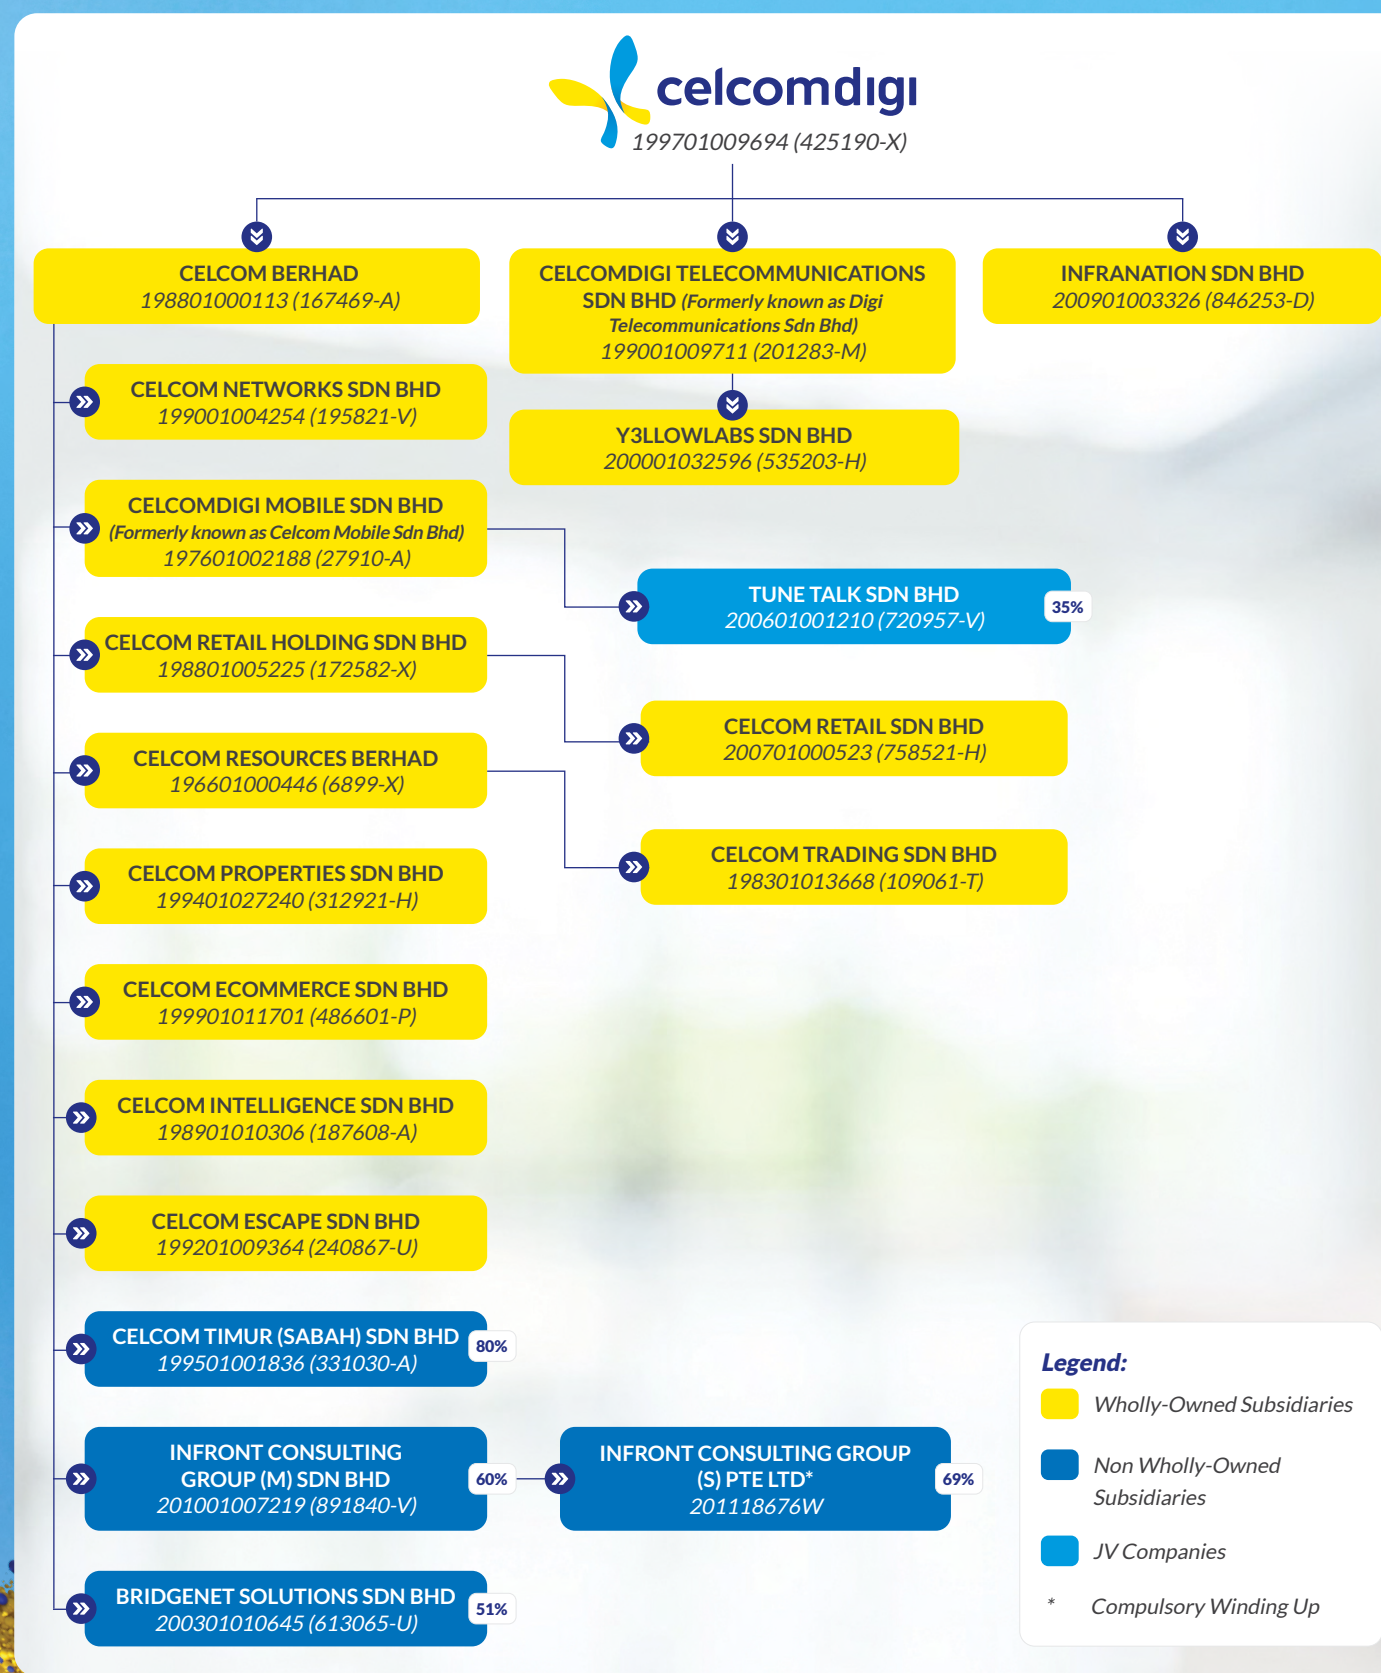 celcomdigi
199701009694 (425190-X)
CELCOM BERHAD
198801000113 (167469-A)
CELCOMDIGI TELECOMMUNICATIONS
SDN BHD (Formerly known as Digi
Telecommunications Sdn Bhd)
199001009711 (201283-M)
INFRANATION SDN BHD
200901003326 (846253-D)
Y3LLOWLABS SDN BHD
200001032596 (535203-H)
CELCOM NETWORKS SDN BHD
199001004254 (195821-V)
CELCOMDIGI MOBILE SDN BHD
(Formerly known as Celcom Mobile Sdn Bhd)
197601002188 (27910-A)
TUNE TALK SDN BHD
200601001210 (720957-V)
35%
CELCOM RETAIL HOLDING SDN BHD
198801005225 (172582-X)
CELCOM RETAIL SDN BHD
200701000523 (758521-H)
CELCOM RESOURCES BERHAD
196601000446 (6899-X)
CELCOM TRADING SDN BHD
198301013668 (109061-T)
CELCOM PROPERTIES SDN BHD
199401027240 (312921-H)
CELCOM ECOMMERCE SDN BHD
199901011701 (486601-P)
CELCOM INTELLIGENCE SDN BHD
198901010306 (187608-A)
CELCOM ESCAPE SDN BHD
199201009364 (240867-U)
CELCOM TIMUR (SABAH) SDN BHD
199501001836 (331030-A)
80%
INFRONT CONSULTING
GROUP (M) SDN BHD
201001007219 (891840-V)
60%
INFRONT CONSULTING GROUP
(S) PTE LTD*
201118676W
69%
BRIDGENET SOLUTIONS SDN BHD
200301010645 (613065-U)
51%
Legend:
Wholly-Owned Subsidiaries
Non Wholly-Owned
Subsidiaries
JV Companies
* Compulsory Winding Up